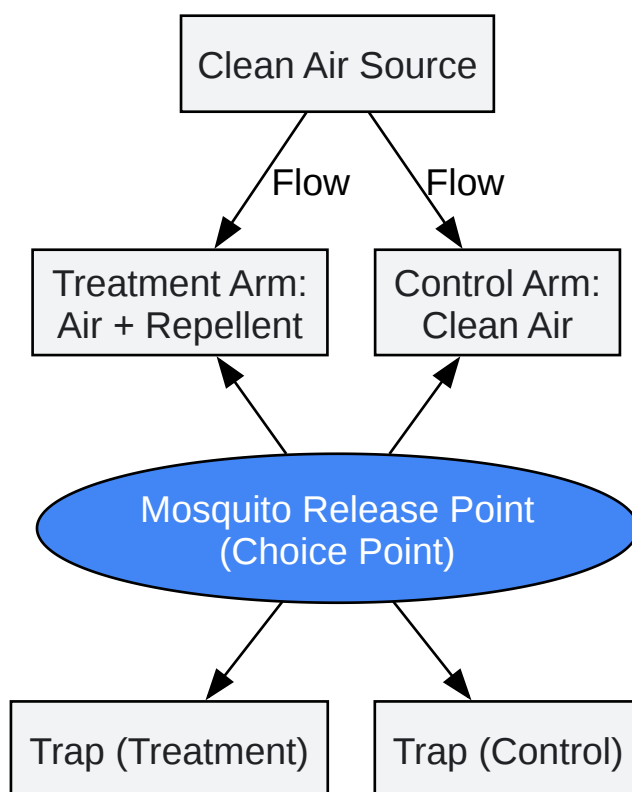 Clean Air Source
Flow
Flow
Treatment Arm:
Air + Repellent
Control Arm:
Clean Air
Mosquito Release Point
(Choice Point)
Trap (Treatment)
Trap (Control)